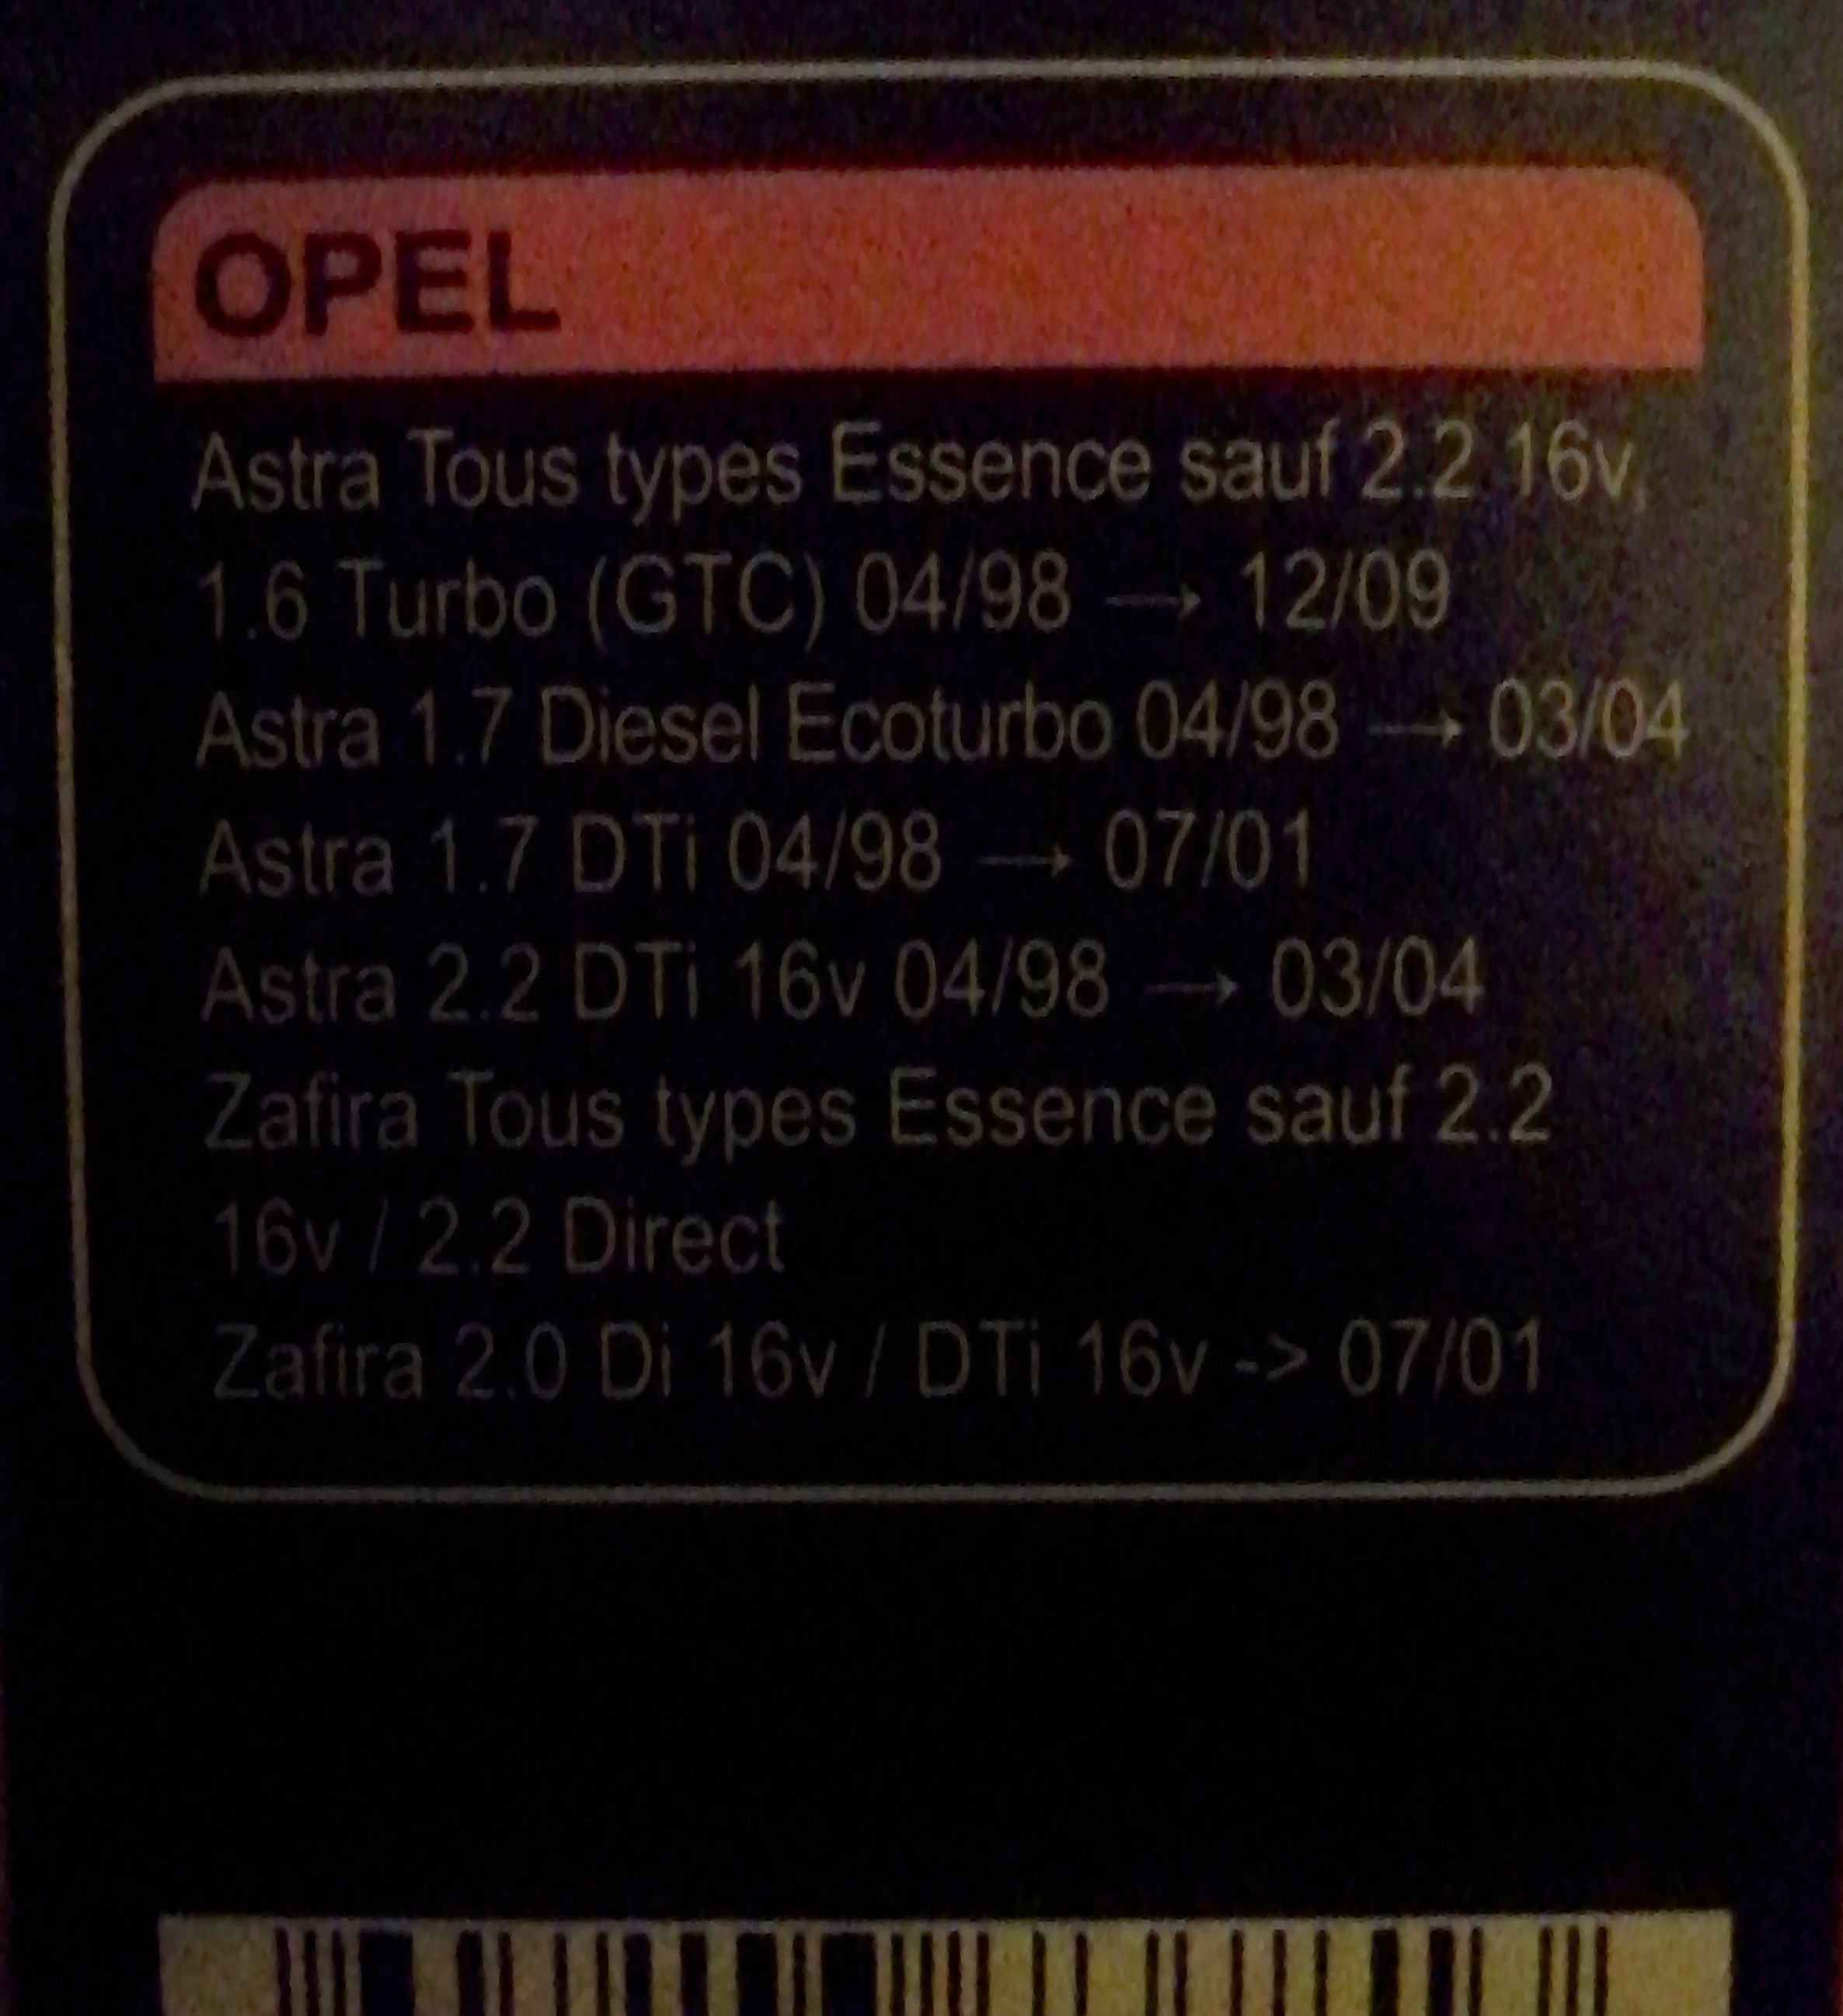 OPEL
Astra Tous types Essence sauf 2.2 16v,
1.6 Turbo (GTC) 04/98 → 12/09
Astra 1.7 Diesel Ecoturbo 04/98 → 03/04
Astra 1.7 DTi 04/98 → 07/01
Astra 2.2 DTi 16v 04/98 → 03/04
Zafira Tous types Essence sauf 2.2
16v / 2.2 Direct
Zafira 2.0 Di 16v / DTi 16v -> 07/01